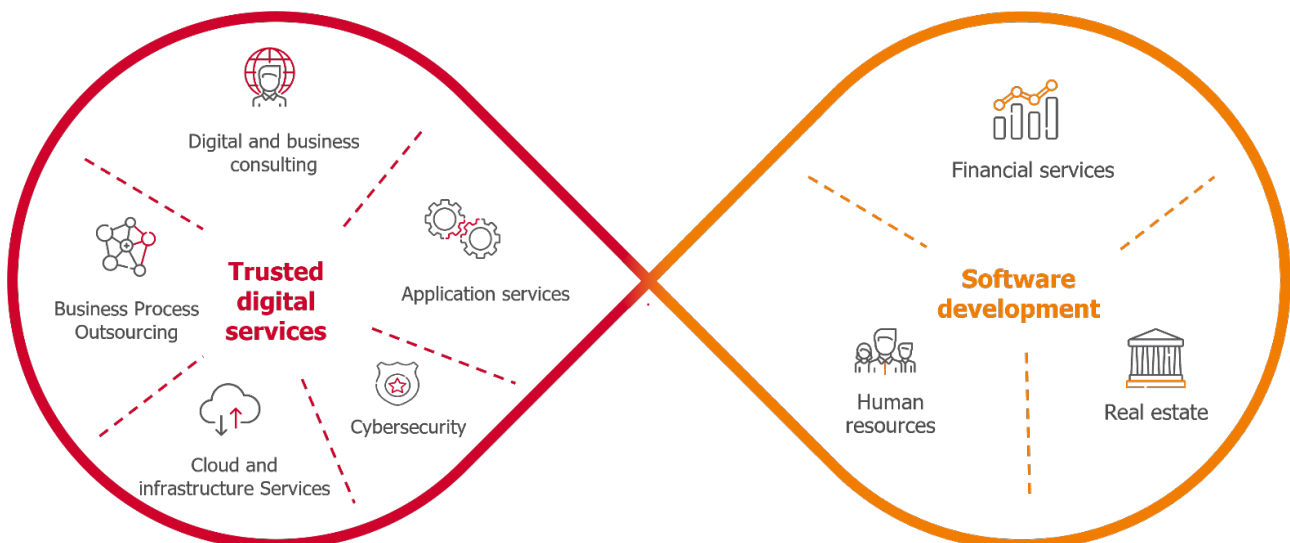 Digital and business
consulting
Application services
Cybersecurity
Cloud and
infrastructure Services
Business Process
Outsourcing
Trusted
digital
services
Financial services
Software
development
Human
resources
Real estate